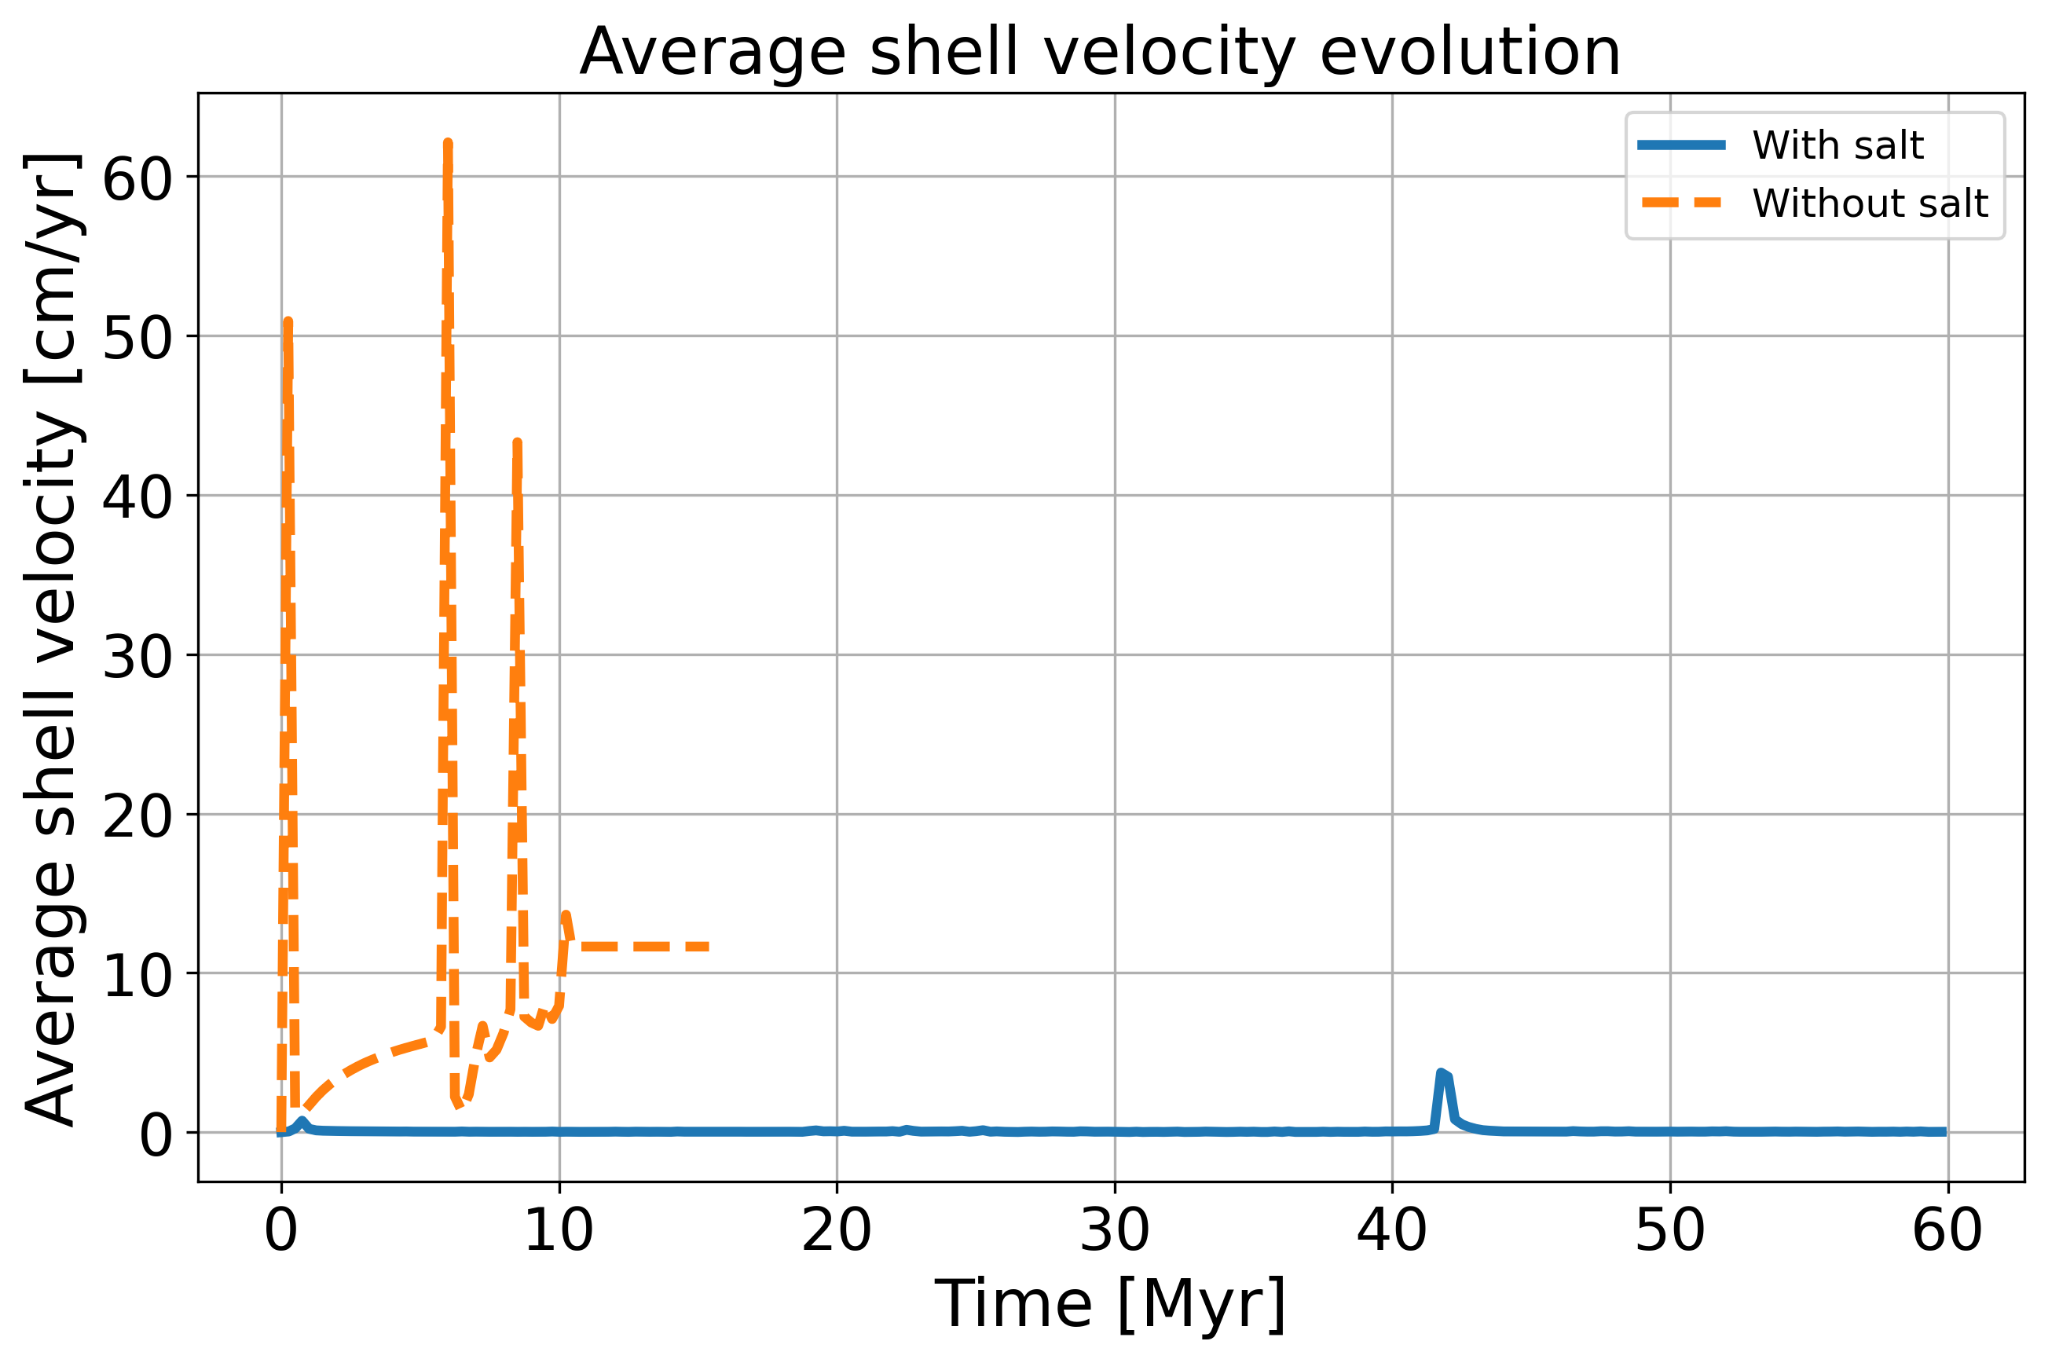 Average shell velocity evolution
With salt
Without salt
Average shell velocity [cm/yr]
60
50
40
30
20
10
0
0 10 20 30 40 50 60
Time [Myr]